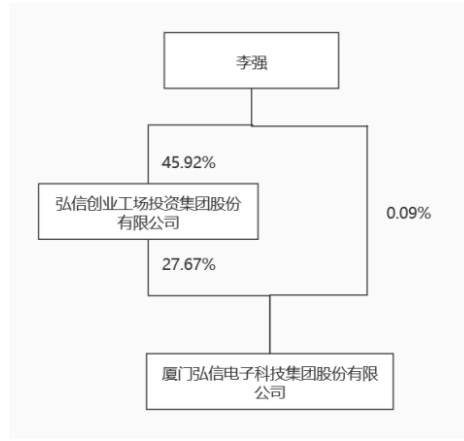 李强
45.92%
弘信创业工场投资集团股份
有限公司
0.09%
27.67%
厦门弘信电子科技集团股份有限
公司